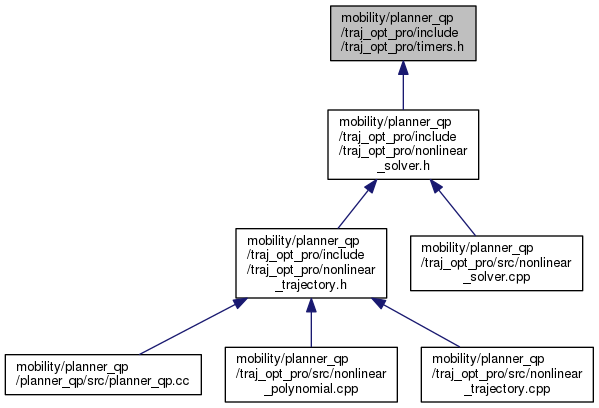 mobility/planner_qp
/traj_opt_pro/include
/traj_opt_pro/timers.h
mobility/planner_qp
/traj_opt_pro/include
/traj_opt_pro/nonlinear
_solver.h
mobility/planner_qp
/traj_opt_pro/include
/traj_opt_pro/nonlinear
_trajectory.h
mobility/planner_qp
/traj_opt_pro/src/nonlinear
_solver.cpp
mobility/planner_qp
/planner_qp/src/planner_qp.cc
mobility/planner_qp
/traj_opt_pro/src/nonlinear
_polynomial.cpp
mobility/planner_qp
/traj_opt_pro/src/nonlinear
_trajectory.cpp